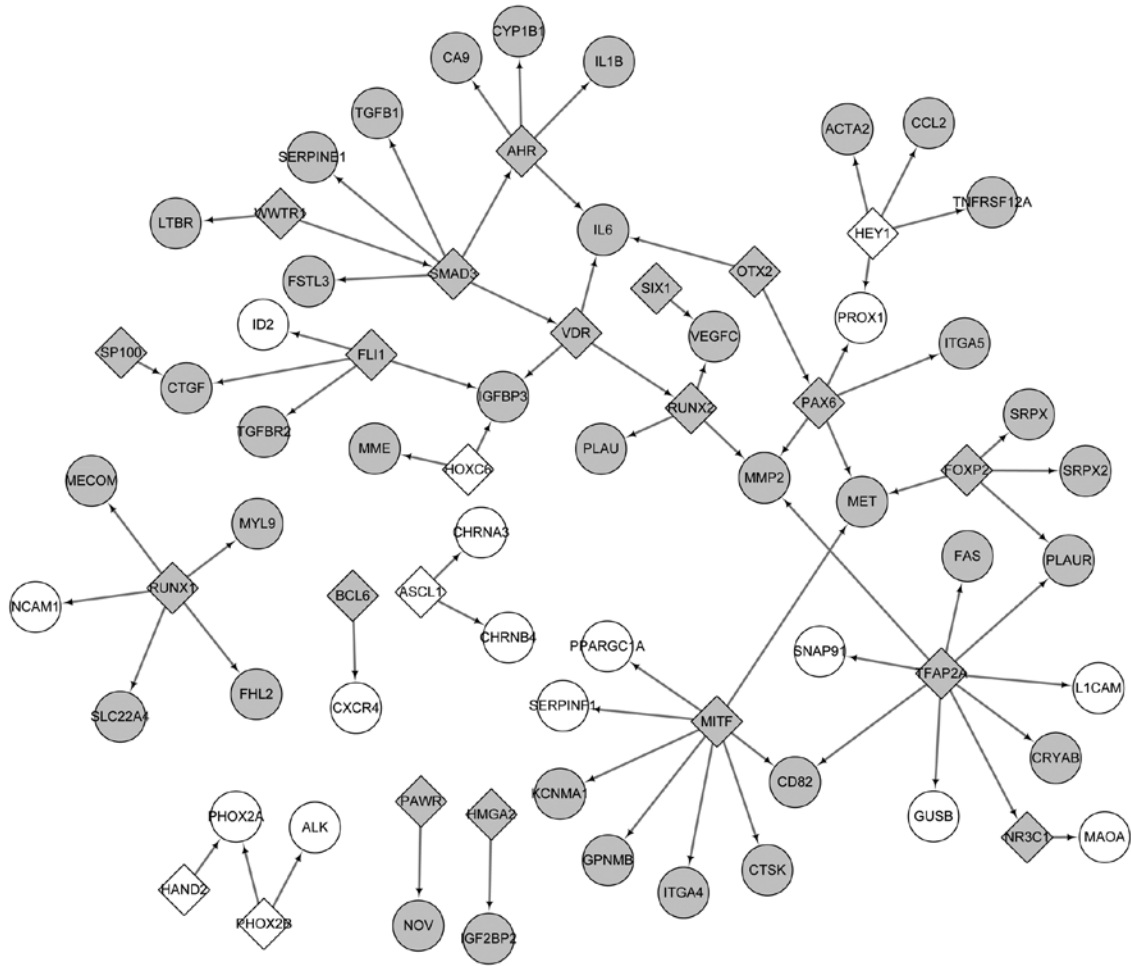 CYP1B1
CA9
IL1B
TGFB1
ACTA2
CCL2
AHR
SERPINE1
TNFRSF12A
WWTR1
LTBR
IL6
HEY1
SMAD3
OTX2
FSTL3
SIX1
PROX1
ID2
VDR
VEGFC
ITGA5
SP100
FLI1
CTGF
IGFBP3
RUNX2
PAX6
SRPX
TGFBR2
MME
HOXC6
PLAU
MMP2
FOXP2
SRPX2
MECOM
MET
MYL9
CHRNA3
FAS
PLAUR
RUNX1
NCAM1
BCL6
ASCL1
CHRNB4
PPARGC1A
SNAP91
TFAP2A
L1CAM
FHL2
SLC22A4
CXCR4
SERPINF1
MITF
CRYAB
CD82
KCNMA1
PAWR
HMGA2
PHOX2A
ALK
GUSB
NR3C1
MAOA
GPNMB
CTSK
HAND2
ITGA4
PHOX2B
NOV
IGF2BP2